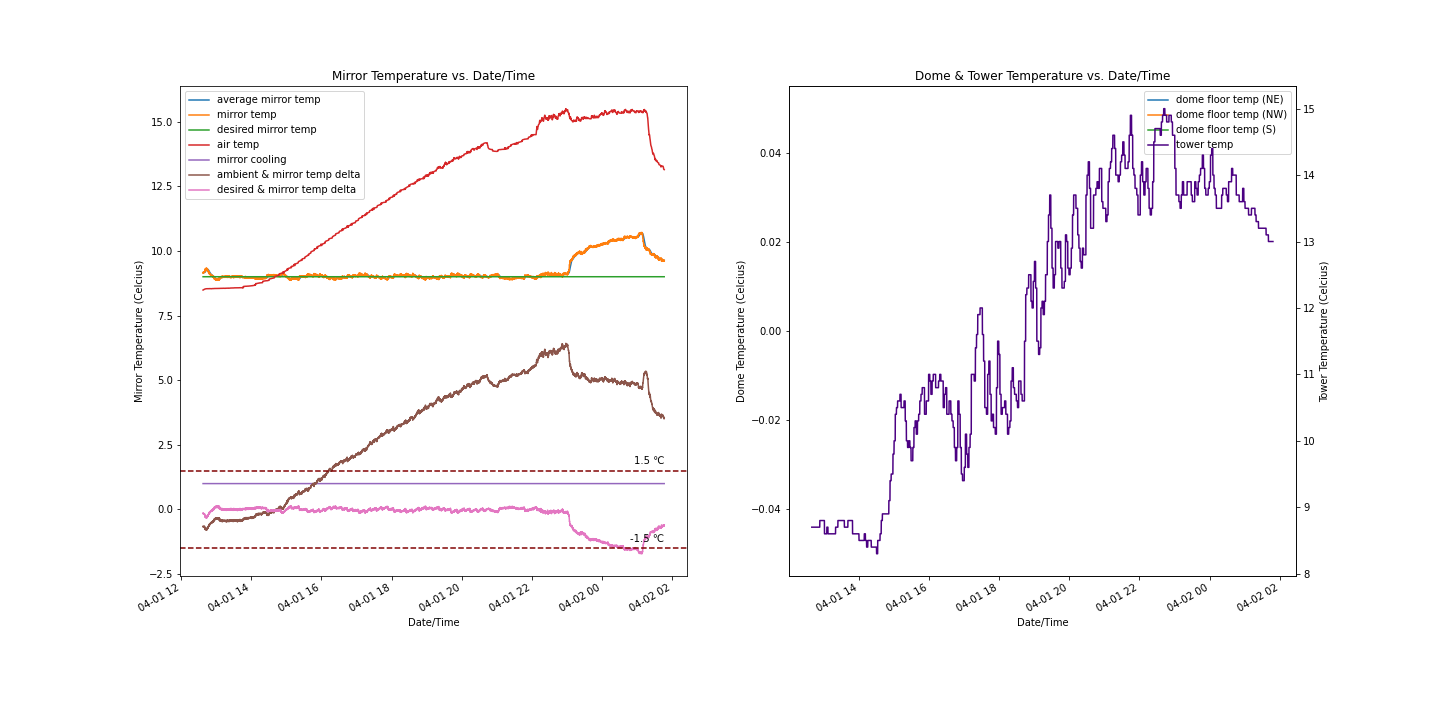 Mirror Temperature vs. Date/Time
average mirror temp
mirror temp
desired mirror temp
air temp
mirror cooling
ambient & mirror temp delta
desired & mirror temp delta
15.0
12.5
10.0
7.5
5.0
2.5
0.0
−2.5
Mirror Temperature (Celcius)
1.5 °C
-1.5 °C
04-01 12
04-01 14
04-01 16
04-01 18
04-01 20
04-01 22
04-02 00
04-02 02
Date/Time
Dome & Tower Temperature vs. Date/Time
dome floor temp (NE)
dome floor temp (NW)
dome floor temp (S)
tower temp
0.04
0.02
0.00
−0.02
−0.04
Dome Temperature (Celcius)
15
14
13
12
11
10
9
8
Tower Temperature (Celcius)
04-01 14
04-01 16
04-01 18
04-01 20
04-01 22
04-02 00
04-02 02
Date/Time